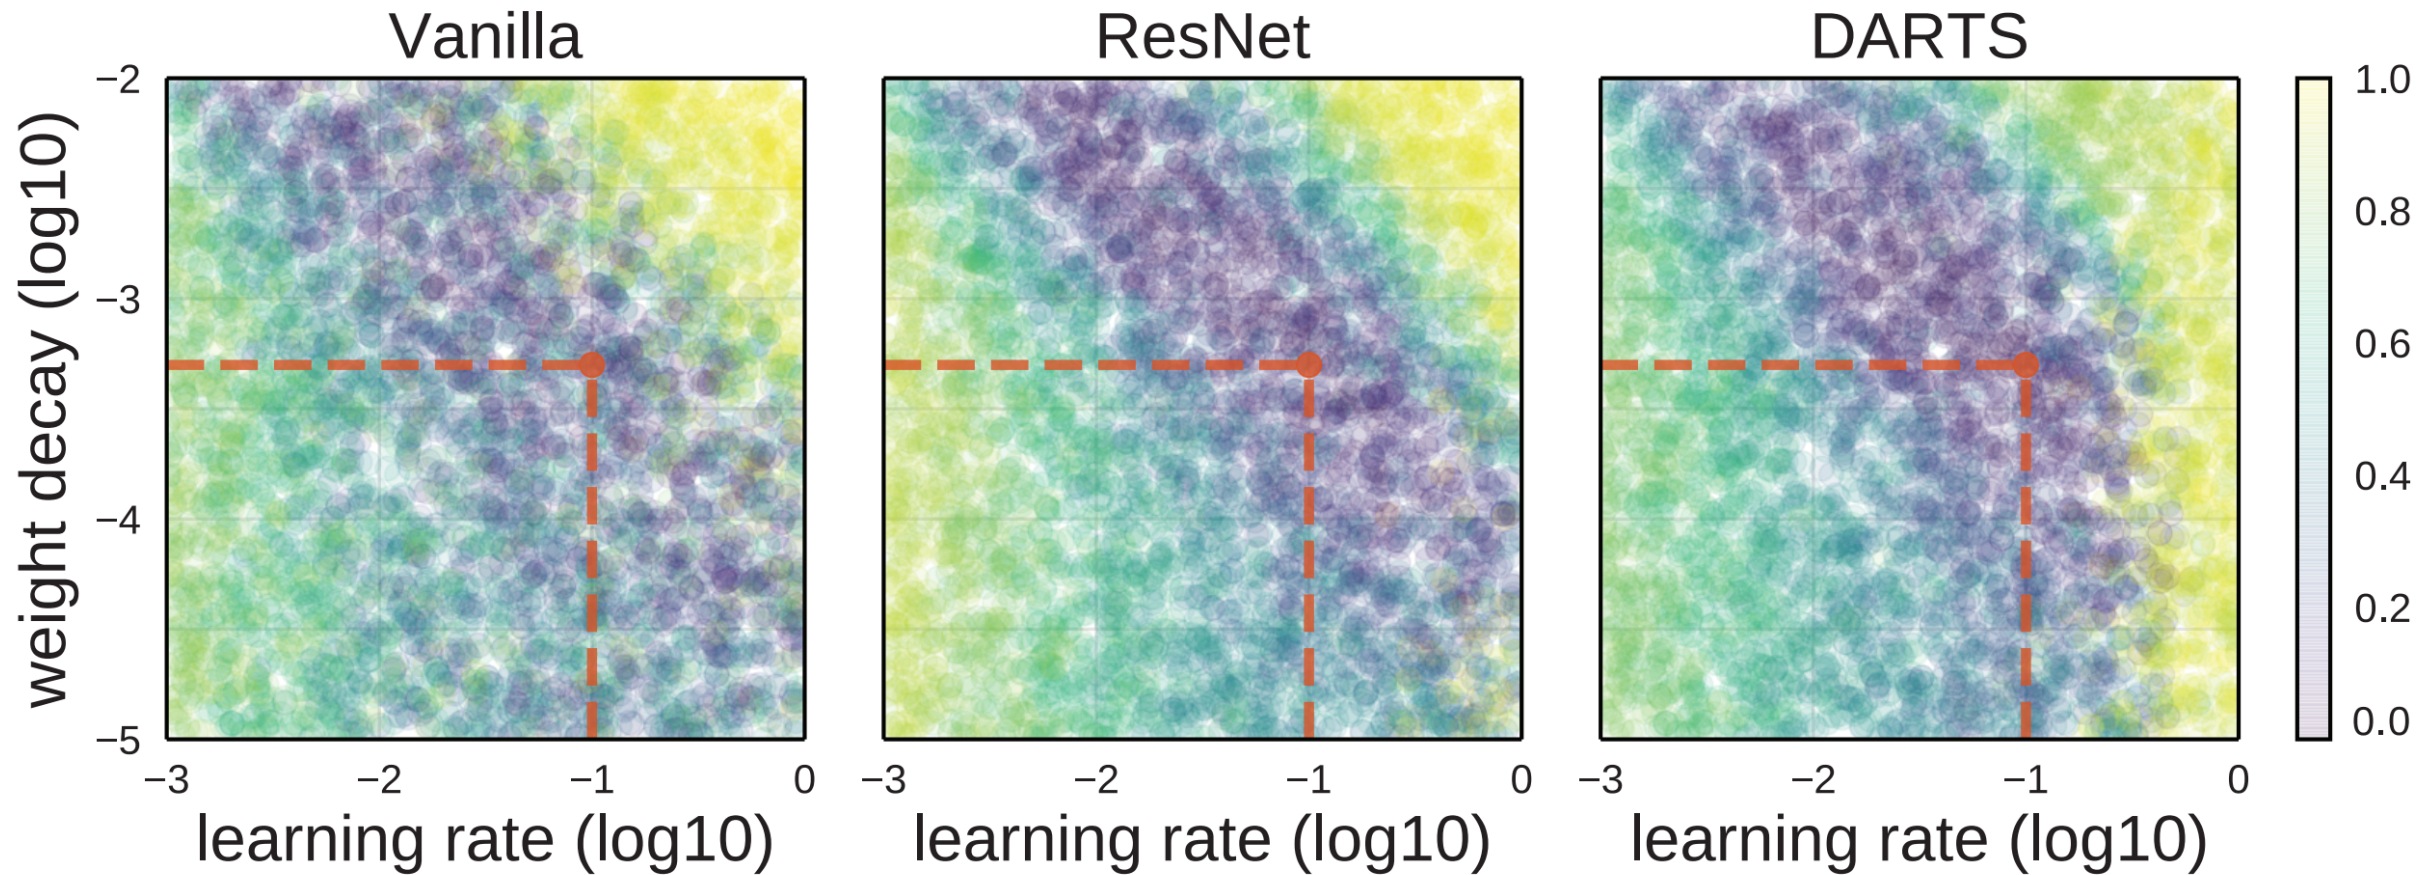 Vanilla ResNet DARTS
weight decay (log10)
−2
−3
−4
−5
−3 −2 −1 0
−3 −2 −1 0
−3 −2 −1 0
learning rate (log10) learning rate (log10) learning rate (log10)
1.0
0.8
0.6
0.4
0.2
0.0